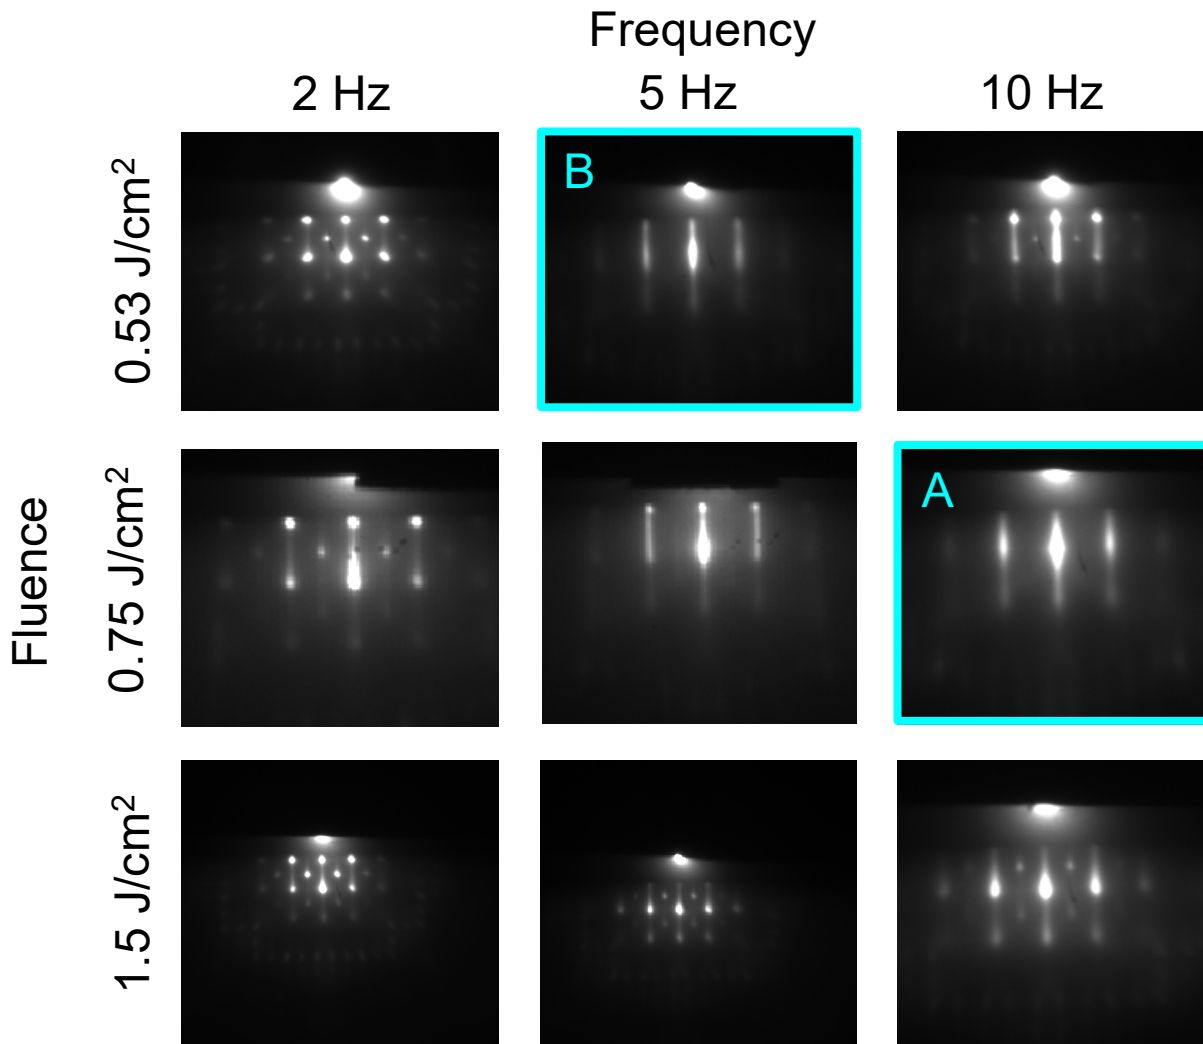 Frequency
2 Hz
5 Hz
10 Hz
Fluence
0.53 J/cm²
B
0.75 J/cm²
A
1.5 J/cm²